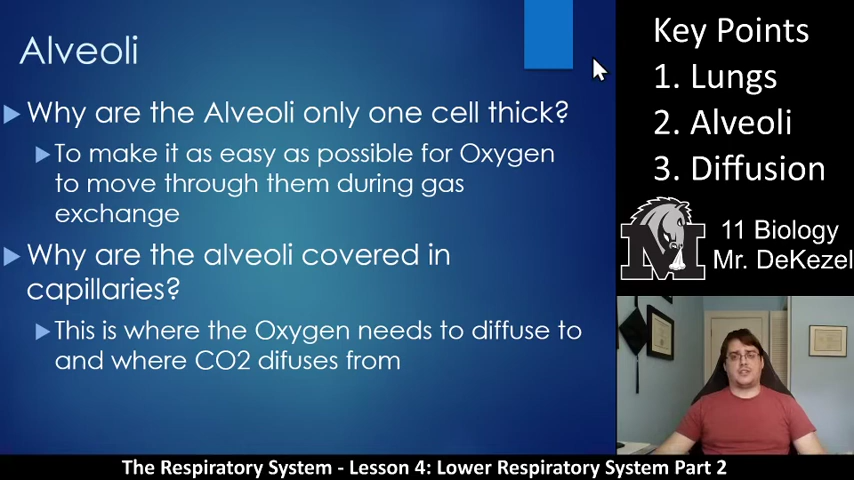 Alveoli
Why are the Alveoli only one cell thick?
To make it as easy as possible for Oxygen
to move through them during gas
exchange
Why are the alveoli covered in
capillaries?
This is where the Oxygen needs to diffuse to
and where CO2 difuses from
Key Points
1. Lungs
2. Alveoli
3. Diffusion
M
11 Biology
Mr. DeKezel
The Respiratory System - Lesson 4: Lower Respiratory System Part 2